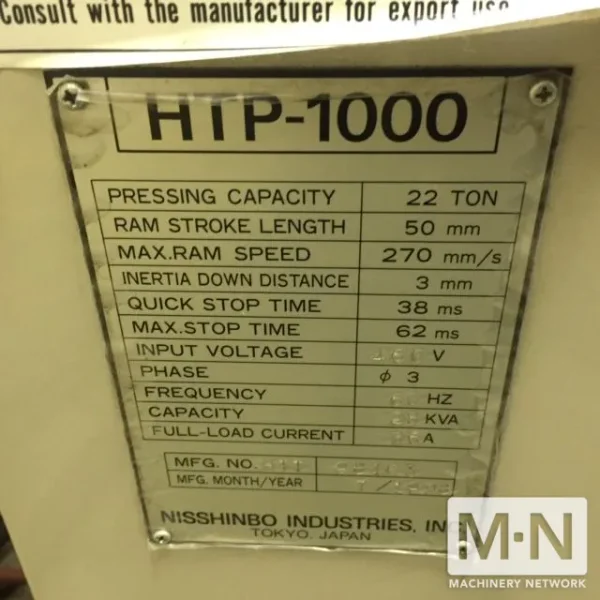 Consult with the manufacturer for export use
HTP-1000
PRESSING CAPACITY 22 TON
RAM STROKE LENGTH 50 mm
MAX.RAM SPEED 270 mm/s
INERTIA DOWN DISTANCE 3 mm
QUICK STOP TIME 38 ms
MAX.STOP TIME 62 ms
INPUT VOLTAGE V
PHASE φ 3
FREQUENCY HZ
CAPACITY KVA
FULL-LOAD CURRENT A
MFG. NO.
MFG. MONTH/YEAR
NISSHINBO INDUSTRIES, INC
TOKYO, JAPAN
M·N
MACHINERY NETWORK